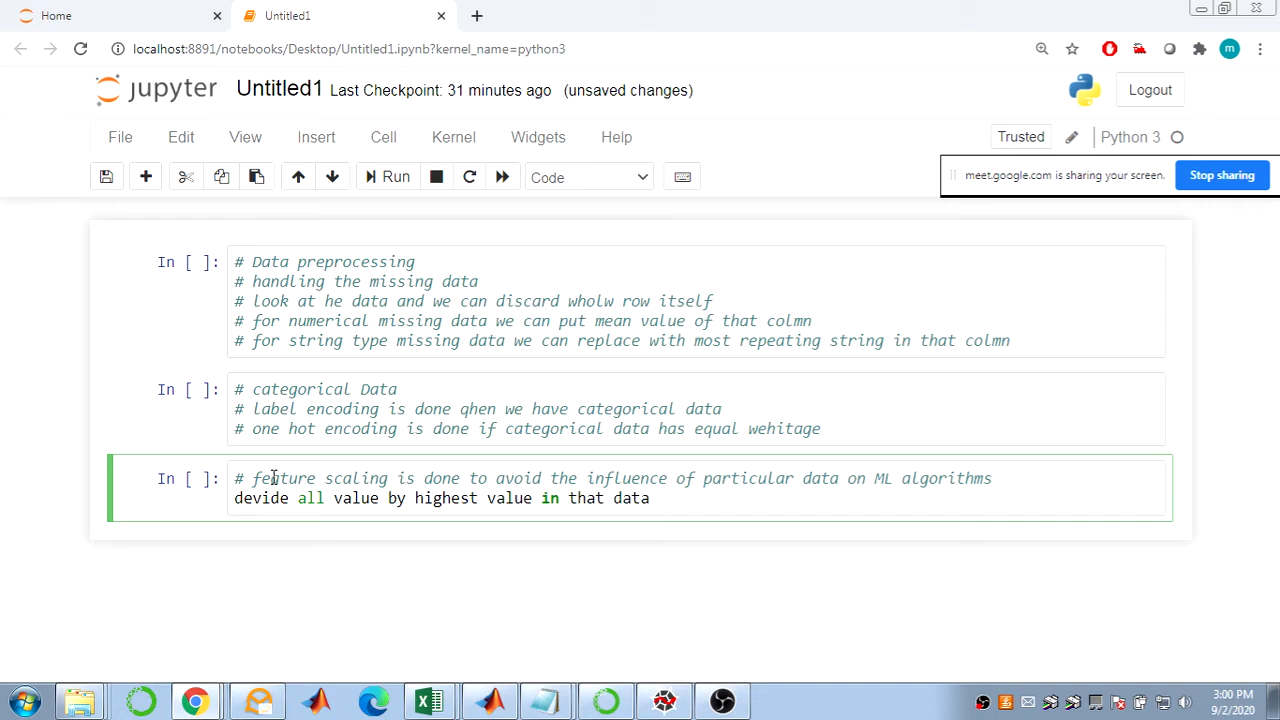 Home
Untitled1
localhost:8891/notebooks/Desktop/Untitled1.ipynb?kernel_name=python3
m
jupyter Untitled1 Last Checkpoint: 31 minutes ago (unsaved changes)
Logout
File Edit View Insert Cell Kernel Widgets Help
Trusted Python 3
Run Code
meet.google.com is sharing your screen. Stop sharing
In [ ]: # Data preprocessing
# handling the missing data
# look at he data and we can discard wholw row itself
# for numerical missing data we can put mean value of that colmn
# for string type missing data we can replace with most repeating string in that colmn
In [ ]: # categorical Data
# label encoding is done qhen we have categorical data
# one hot encoding is done if categorical data has equal wehitage
In [ ]: # feature scaling is done to avoid the influence of particular data on ML algorithms
devide all value by highest value in that data
3:00 PM
9/2/2020